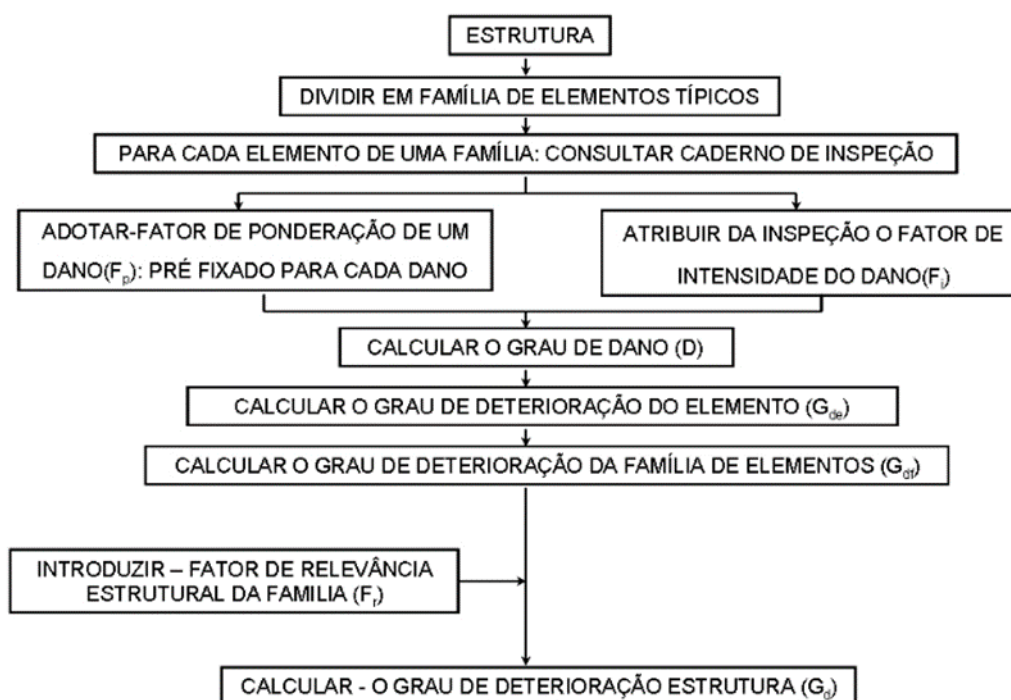 ESTRUTURA
DIVIDIR EM FAMÍLIA DE ELEMENTOS TÍPICOS
PARA CADA ELEMENTO DE UMA FAMÍLIA: CONSULTAR CADERNO DE INSPEÇÃO
ADOTAR-FATOR DE PONDERAÇÃO DE UM
DANO(Fp): PRÉ FIXADO PARA CADA DANO
ATRIBUIR DA INSPEÇÃO O FATOR DE
INTENSIDADE DO DANO(Fi)
CALCULAR O GRAU DE DANO (D)
CALCULAR O GRAU DE DETERIORAÇÃO DO ELEMENTO (Gde)
CALCULAR O GRAU DE DETERIORAÇÃO DA FAMÍLIA DE ELEMENTOS (Gdf)
INTRODUZIR – FATOR DE RELEVÂNCIA
ESTRUTURAL DA FAMILIA (Fr)
CALCULAR - O GRAU DE DETERIORAÇÃO ESTRUTURA (Gd)